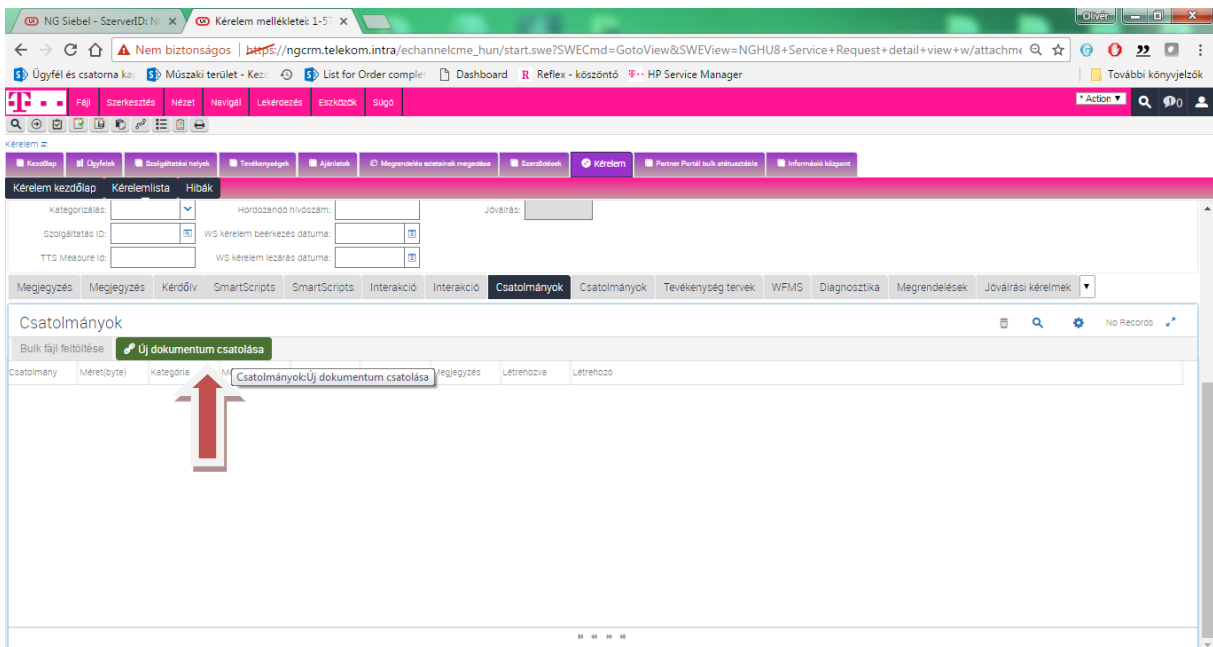 NG Siebel - SzerverID: N
Kérelem mellékletei: 1-57
Olivér
Nem biztonságos | https://ngcrm.telekom.intra/echannelcme_hun/start.swe?SWECmd=GotoView&SWEView=NGHU8+Service+Request+detail+view+w/attachme
Ügyfél és csatorna ka
Műszaki terület - Kez
List for Order comple
Dashboard
Reflex - köszöntő
HP Service Manager
További könyvjelzők
Fájl Szerkesztés Nézet Navigál Lekérdezés Eszközök Súgó
* Action
0
Kérelem #:
Kezdőlap Ügyfelek Szolgáltatási helyek Tevékenységek Ajánlatok Megrendelés adatainak megadása Szerződések Kérelem Partner Portál bulk státusztábla Információ központ
Kérelem kezdőlap Kérelemlista Hibák
Kategorizálás: Hordozandó hívószám: Jóváírás:
Szolgáltatás ID: WS kérelem beérkezés dátuma:
TTS Measure Id: WS kérelem lezárás dátuma:
Megjegyzés Megjegyzés Kérdőív SmartScripts SmartScripts Interakció Interakció Csatolmányok Csatolmányok Tevékenység tervek WFMS Diagnosztika Megrendelések Jóváírási kérelmek
Csatolmányok
No Records
Bulk fájl feltöltése Új dokumentum csatolása
Csatolmány Méret(byte) Kategória Megjegyzés Létrehozva Létrehozó
Csatolmányok:Új dokumentum csatolása